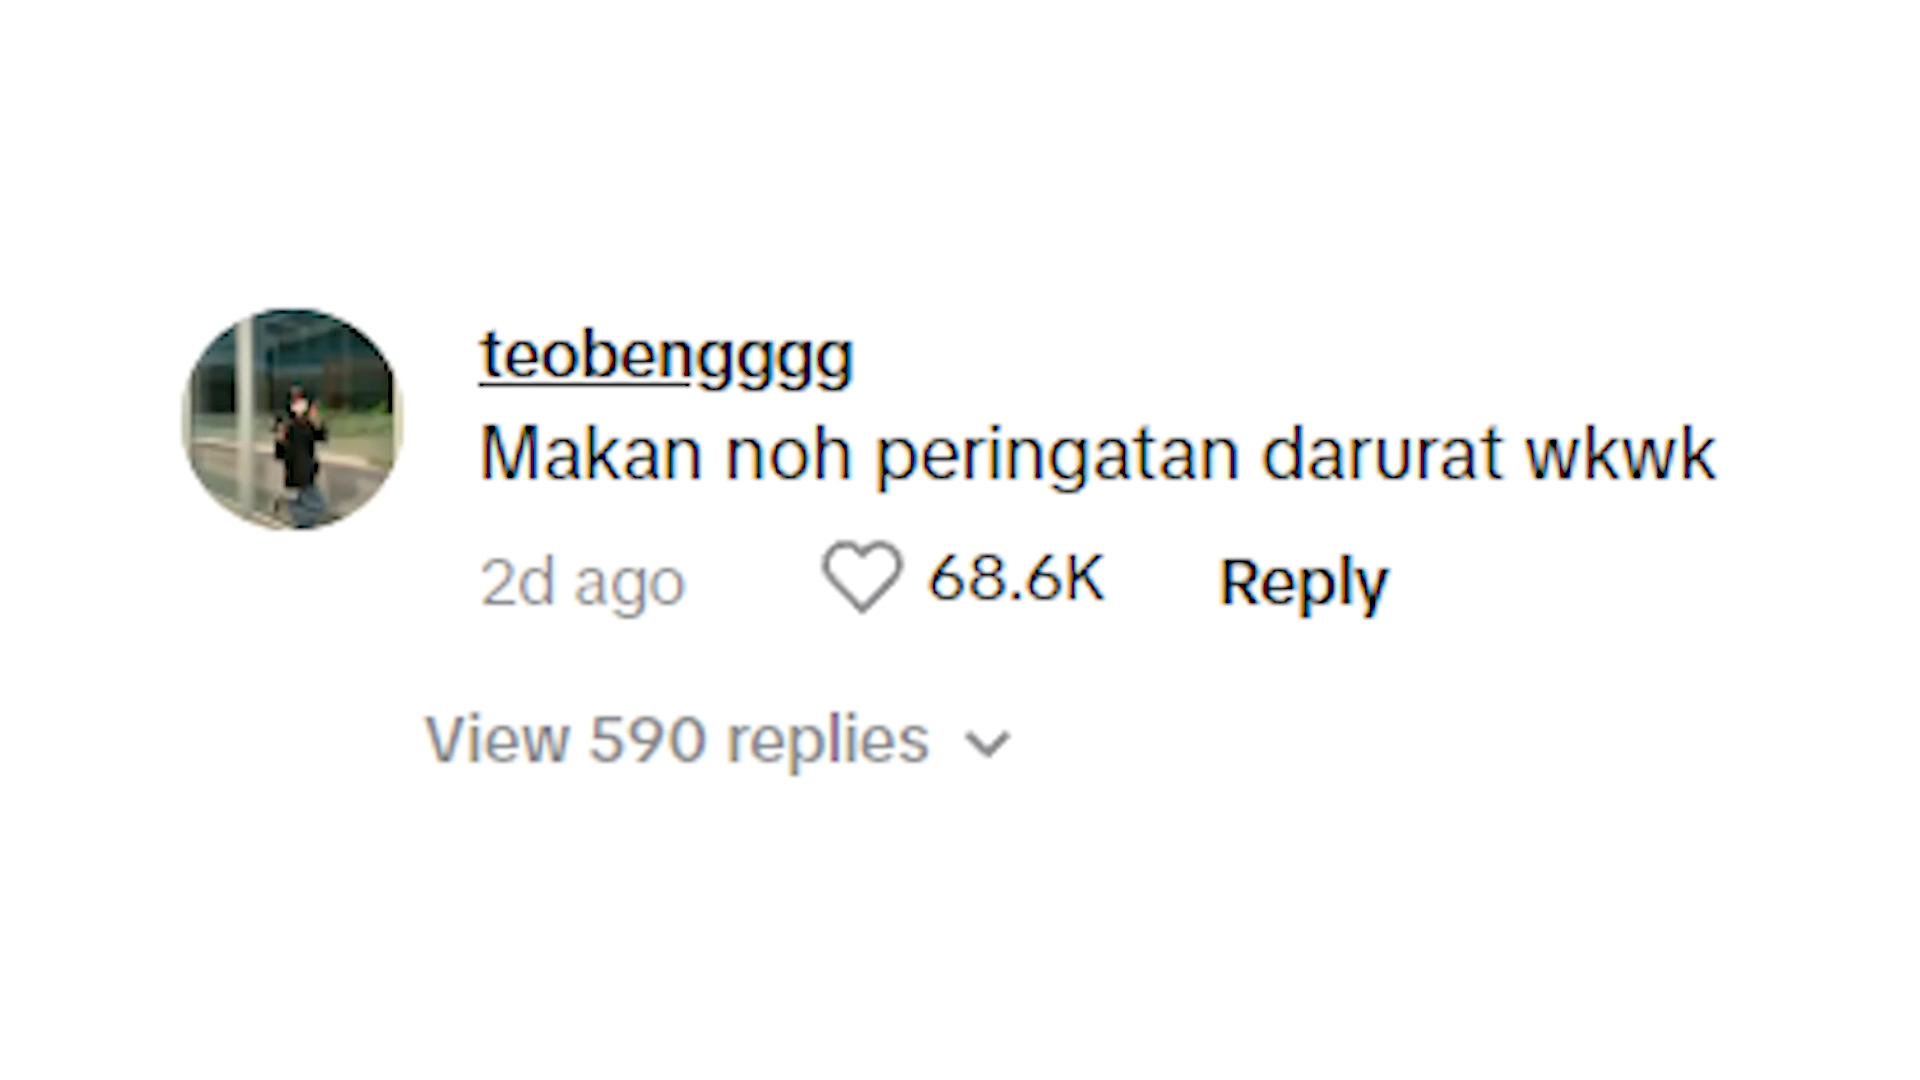 teobengggg
Makan noh peringatan darurat wkwk
2d ago 68.6K Reply
View 590 replies